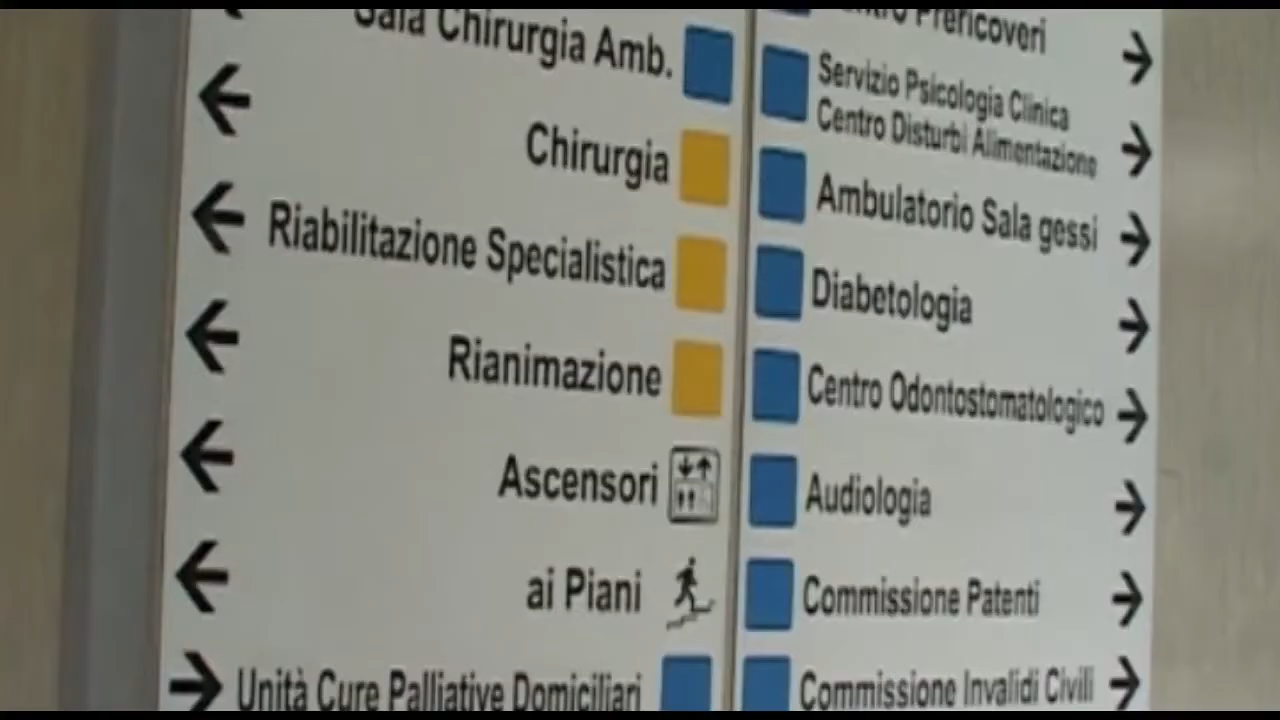 Sala Chirurgia Amb.
Chirurgia
Riabilitazione Specialistica
Rianimazione
Ascensori
ai Piani
Unità Cure Palliative Domiciliari
Prericoveri
Servizio Psicologia Clinica
Centro Disturbi Alimentazione
Ambulatorio Sala gessi
Diabetologia
Centro Odontostomatologico
Audiologia
Commissione Patenti
Commissione Invalidi Civili